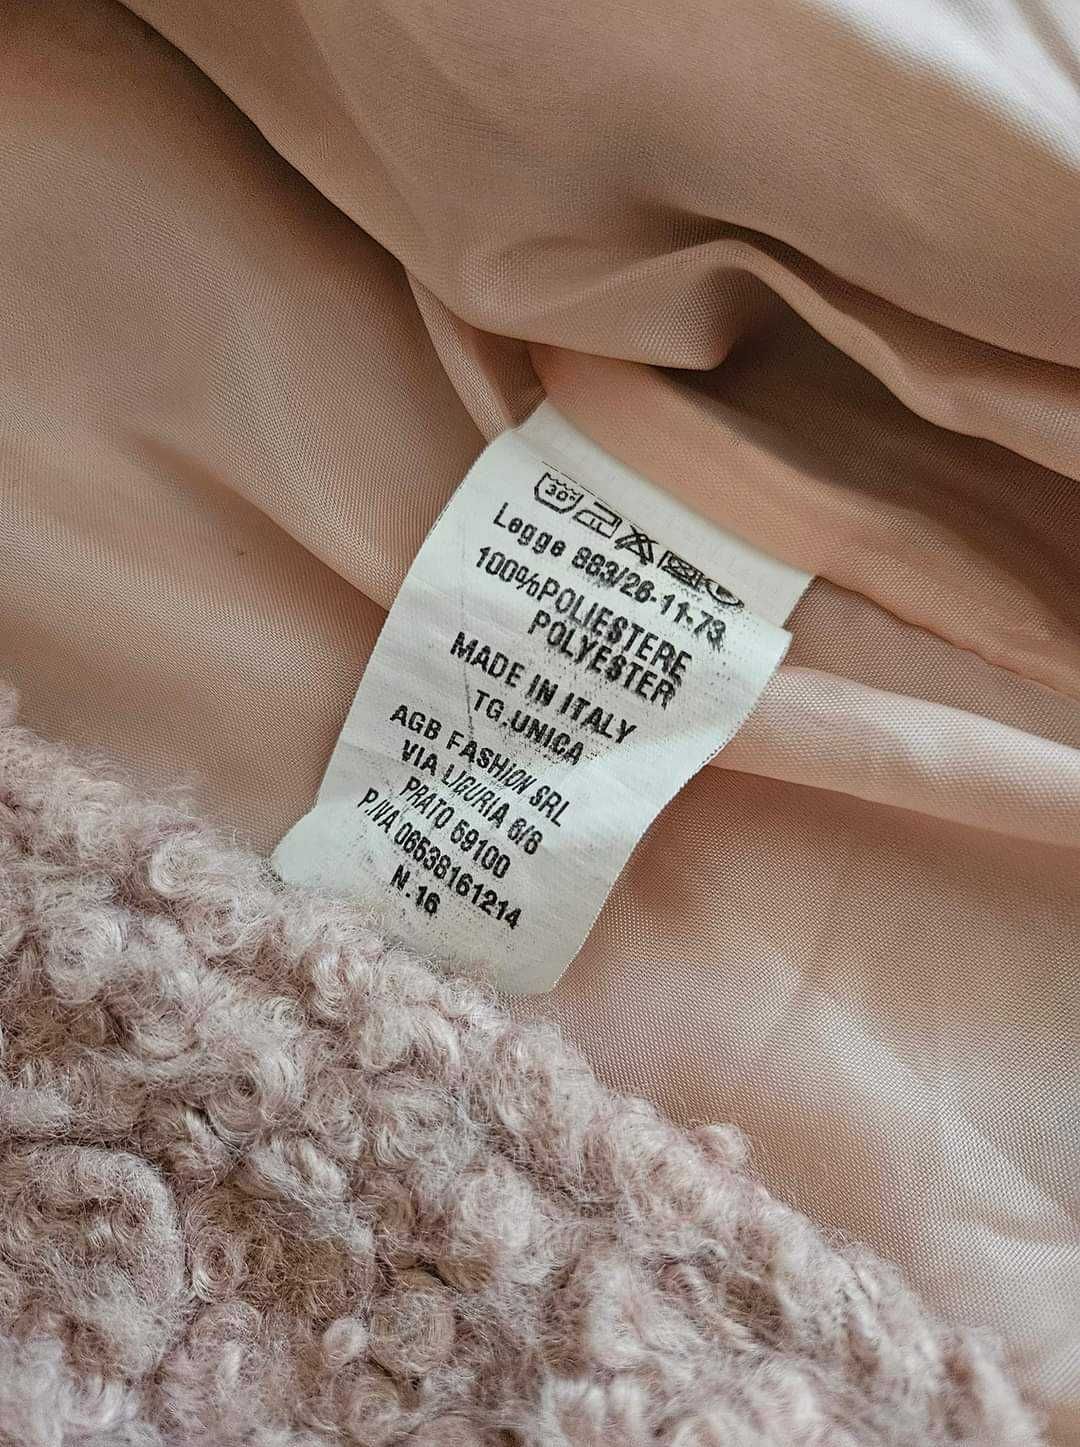 30°
Legge 883/26-11-73
100%POLIESTERE
POLYESTER
MADE IN ITALY
TG.UNICA
AGB FASHION SRL
VIA LIGURIA 6/8
PRATO 59100
P.IVA 06538161214
N.16